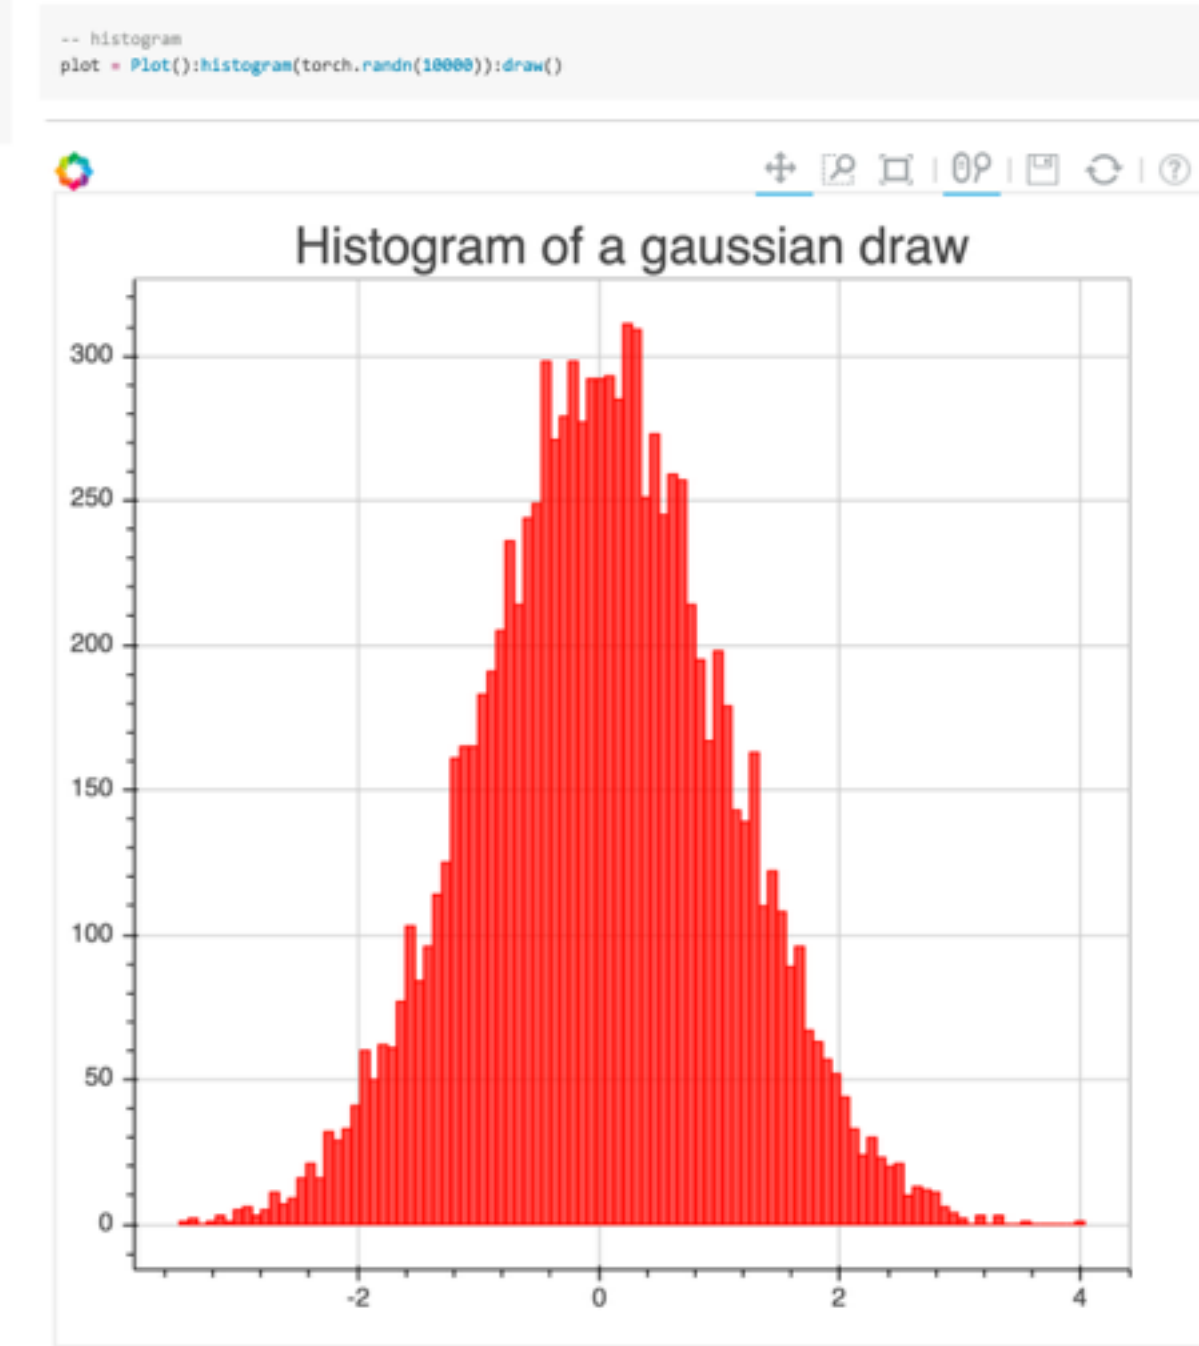 -- histogram
plot = Plot():histogram(torch.randn(10000)):draw()
Histogram of a gaussian draw
300
250
200
150
100
50
0
-2 0 2 4